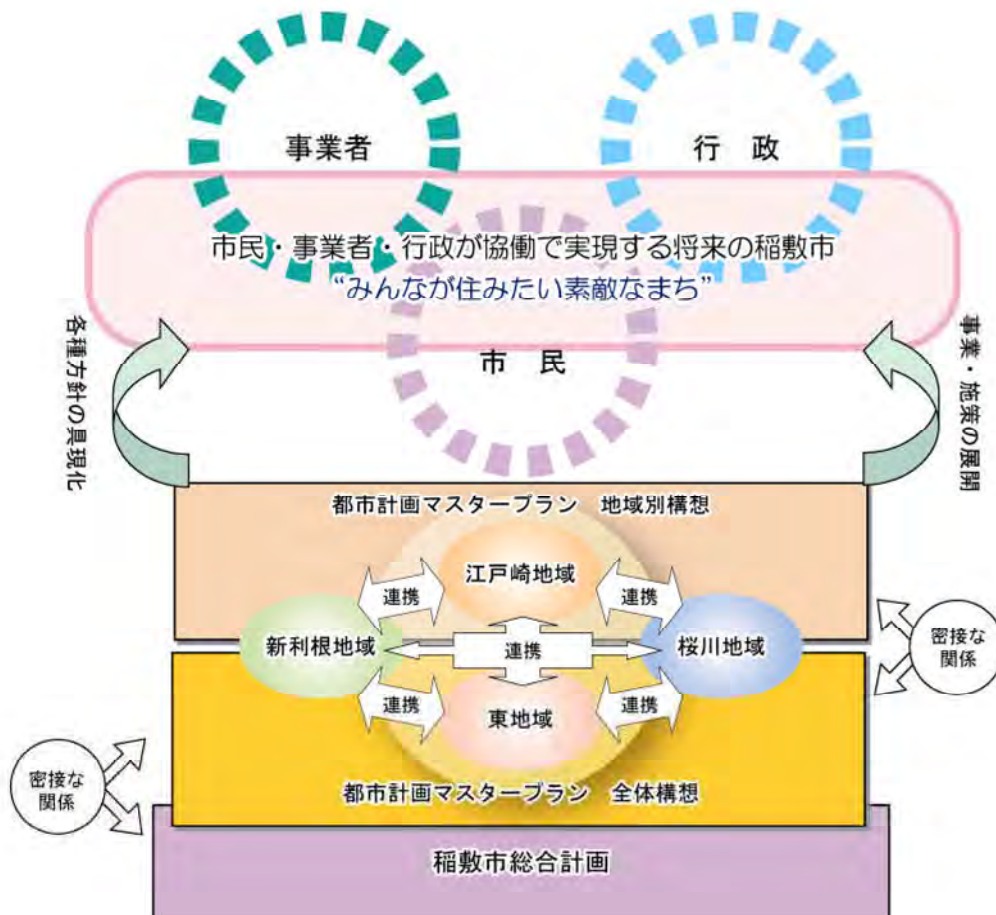 事業者
行　政
市民・事業者・行政が協働で実現する将来の稲敷市
“みんなが住みたい素敵なまち”
市　民
各種方針の具現化
事業・施策の展開
都市計画マスタープラン　地域別構想
江戸崎地域
連携
連携
新利根地域
連携
桜川地域
密接な
関係
連携
連携
東地域
密接な
関係
都市計画マスタープラン　全体構想
稲敷市総合計画